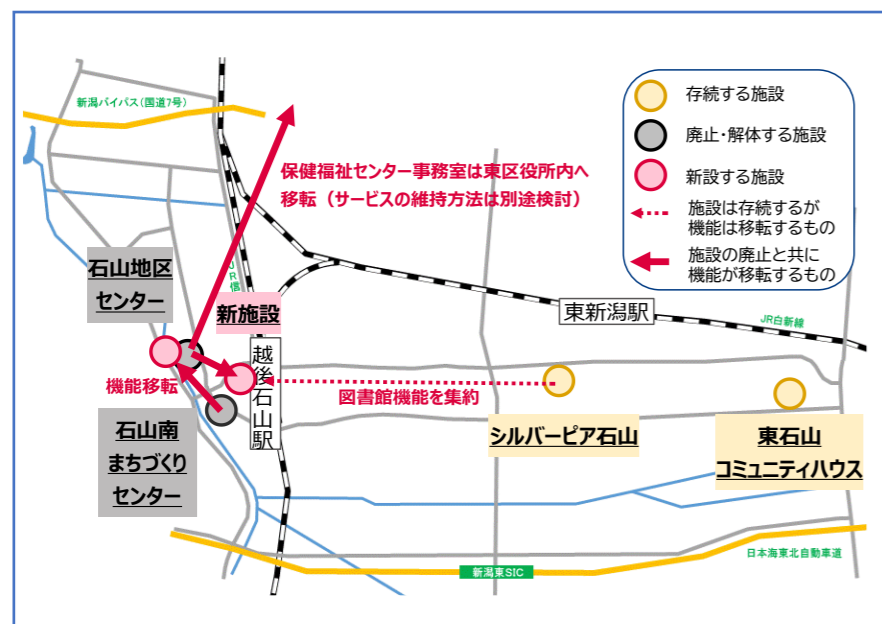 新潟バイパス(国道7号)
存続する施設
廃止・解体する施設
新設する施設
施設は存続するが
機能は移転するもの
施設の廃止と共に
機能が移転するもの
保健福祉センター事務室は東区役所内へ
移転（サービスの維持方法は別途検討）
石山地区
センター
JR信
新施設
東新潟駅
JR白新線
越後石山駅
機能移転
図書館機能を集約
石山南
まちづくり
センター
シルバーピア石山
東石山
コミュニティハウス
日本海東北自動車道
新潟東SIC